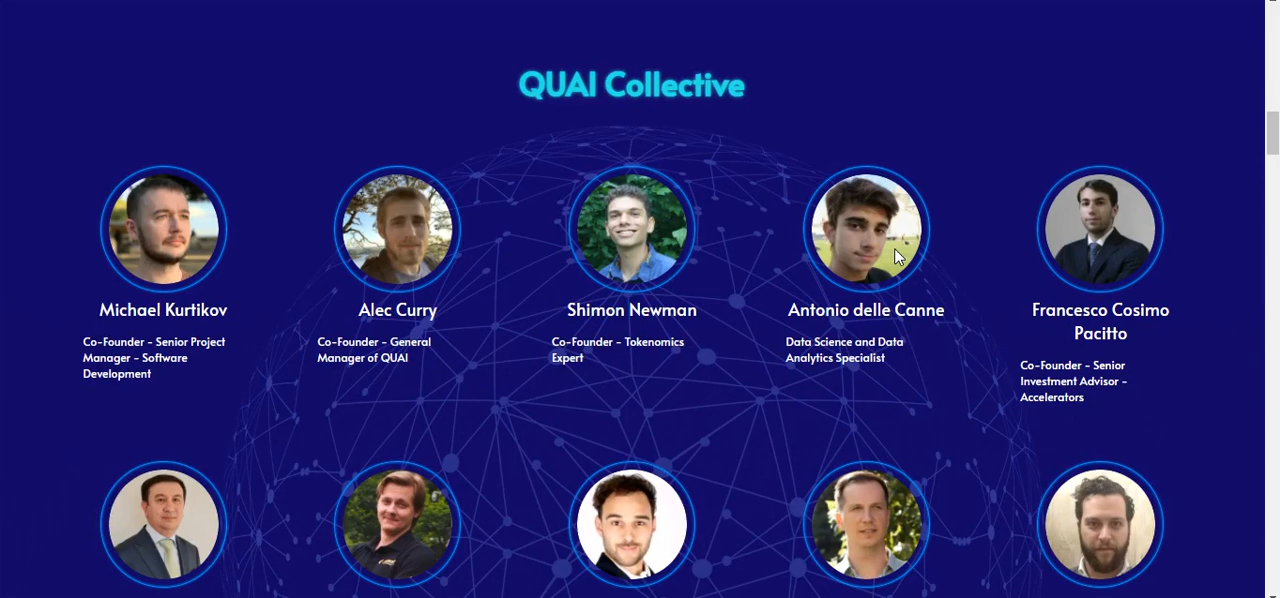 QUAI Collective
Michael Kurtikov
Alec Curry
Shimon Newman
Antonio delle Canne
Francesco Cosimo
Pacitto
Co-Founder - Senior Project
Manager - Software
Development
Co-Founder - General
Manager of QUAI
Co-Founder - Tokenomics
Expert
Data Science and Data
Analytics Specialist
Co-Founder - Senior
Investment Advisor -
Accelerators